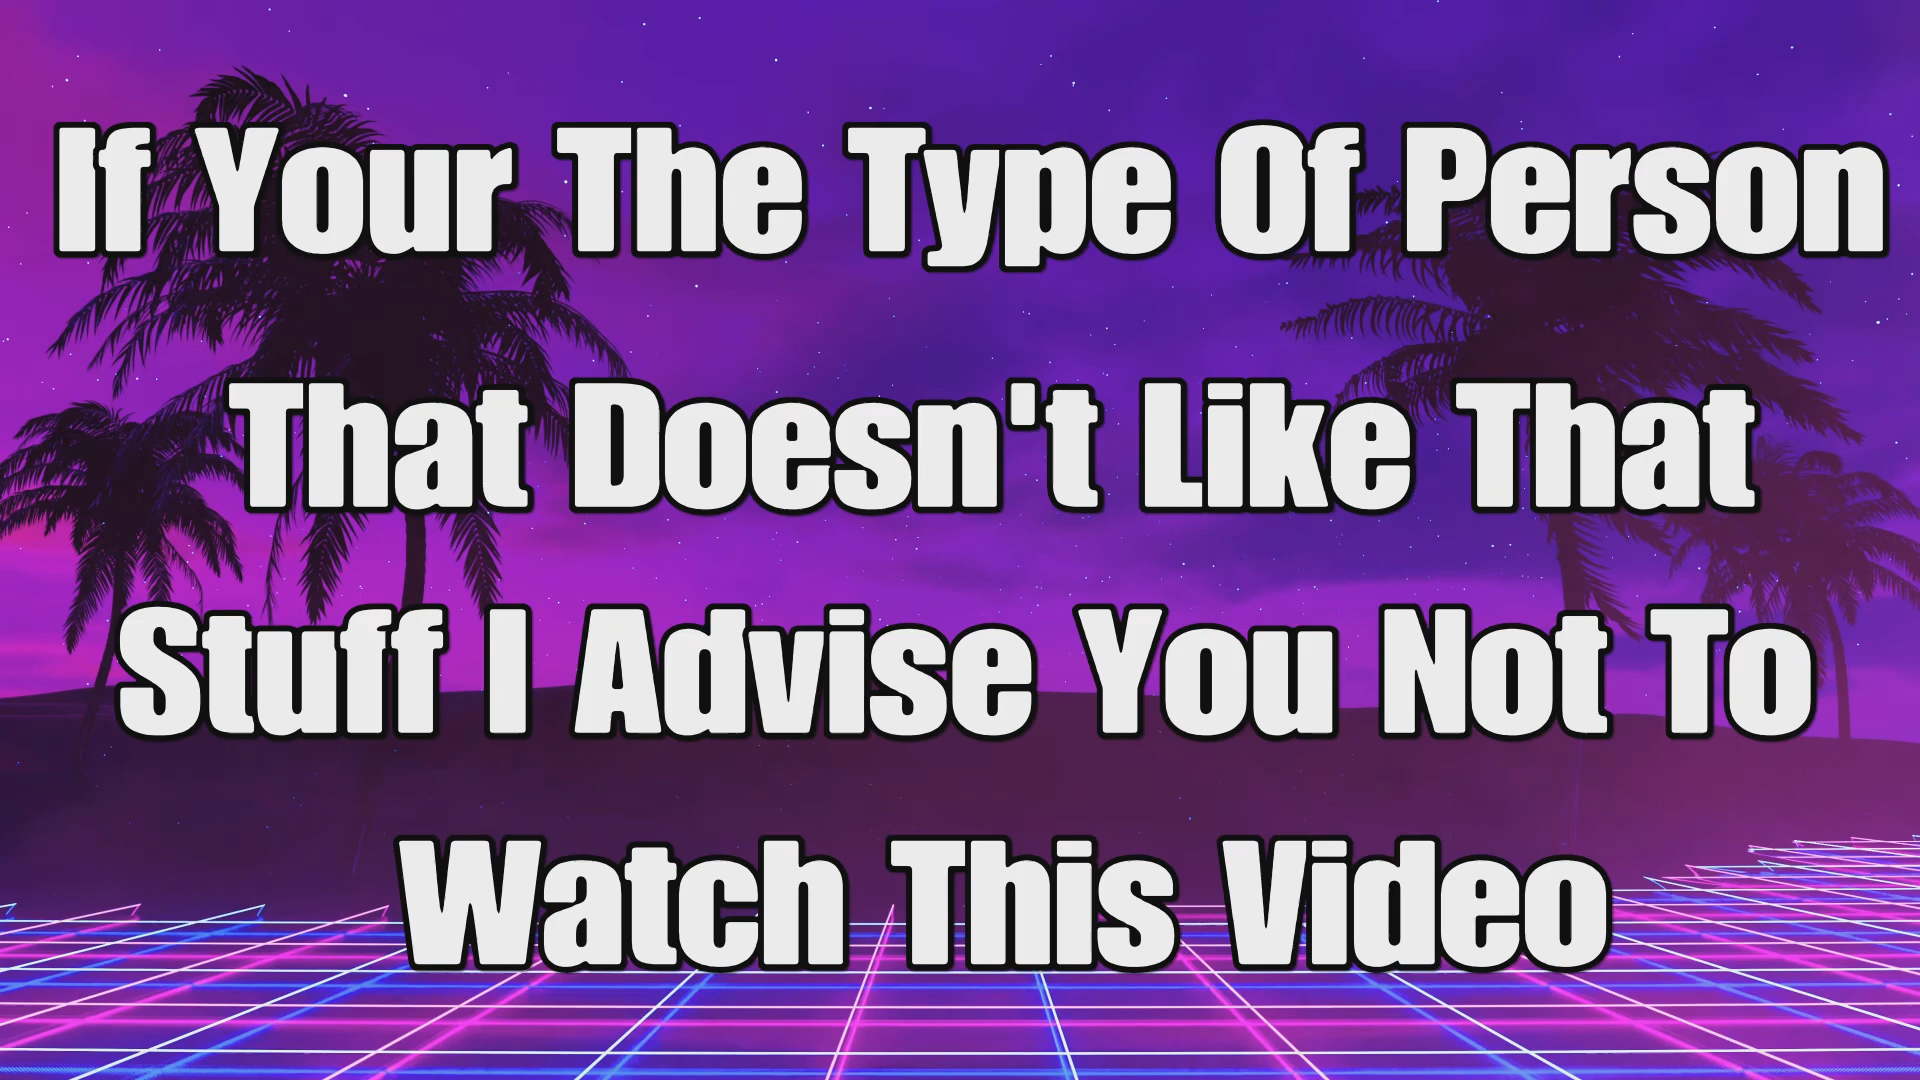 If Your The Type Of Person
That Doesn't Like That
Stuff I Advise You Not To
Watch This Video